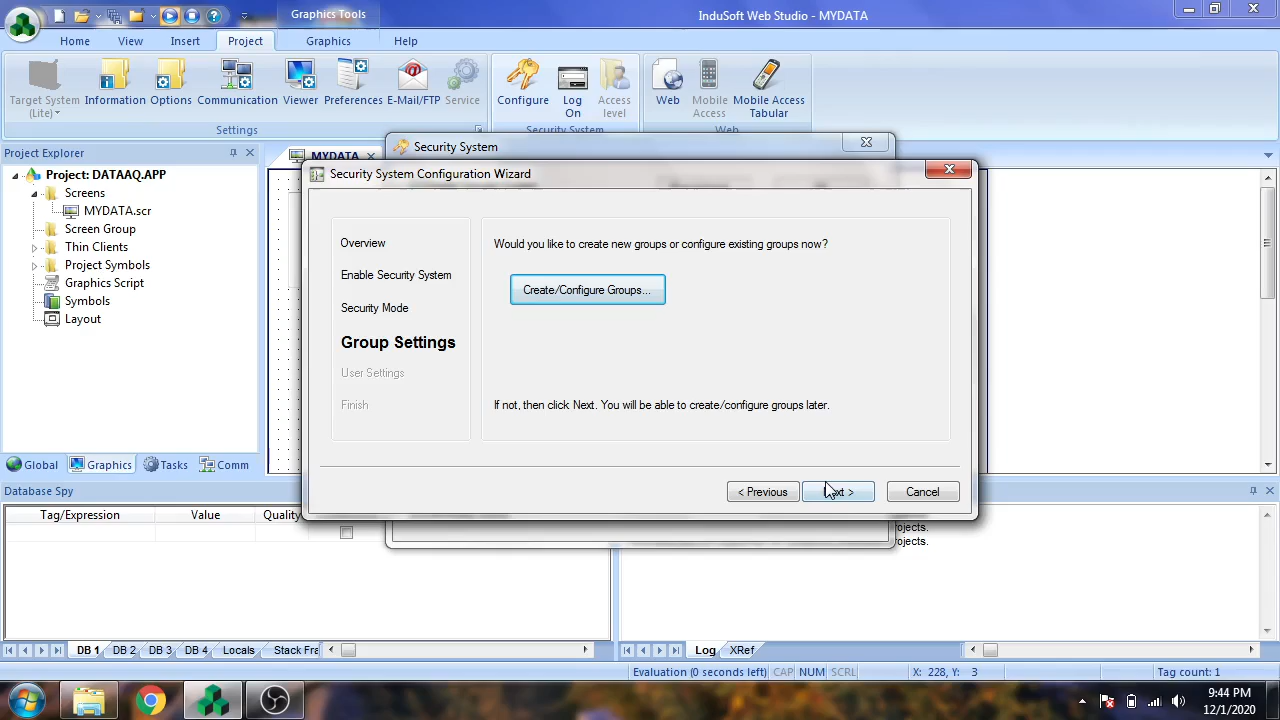 Graphics Tools
InduSoft Web Studio - MYDATA
Home
View
Insert
Project
Graphics
Help
Target System
(Lite)
Information
Options
Communication
Viewer
Preferences
E-Mail/FTP
Service
Configure
Log
On
Access
level
Web
Mobile
Access
Mobile Access
Tabular
Settings
Security System
Web
Project Explorer
MYDATA
Security System
Project: DATAAQ.APP
Screens
MYDATA.scr
Screen Group
Thin Clients
Project Symbols
Graphics Script
Symbols
Layout
Security System Configuration Wizard
Overview
Enable Security System
Security Mode
Group Settings
User Settings
Finish
Would you like to create new groups or configure existing groups now?
Create/Configure Groups...
If not, then click Next. You will be able to create/configure groups later.
< Previous
Next >
Cancel
Global
Graphics
Tasks
Comm
Database Spy
Tag/Expression
Value
Quality
rojects.
rojects.
DB 1
DB 2
DB 3
DB 4
Locals
Stack Fra
Log
XRef
Evaluation (0 seconds left)
CAP
NUM
SCRL
X: 228, Y: 3
Tag count: 1
9:44 PM
12/1/2020